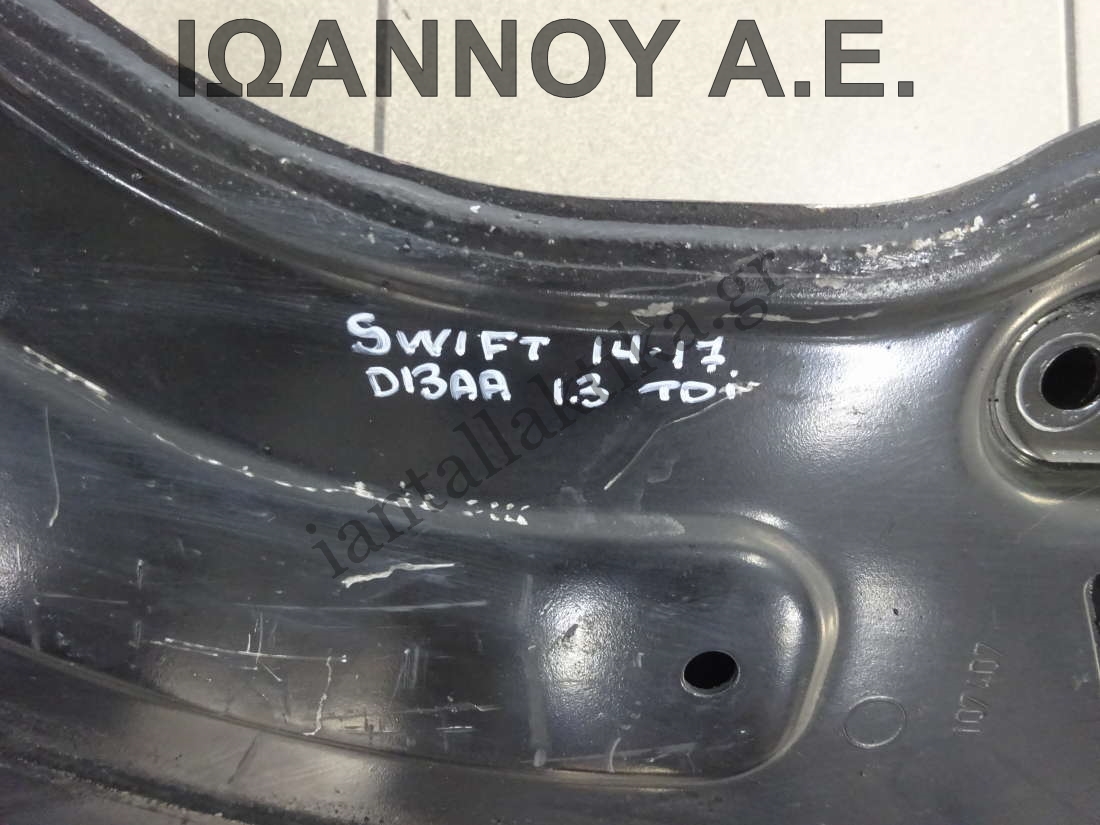 ΙΩΑΝΝΟΥ Α.Ε.
SWIFT 14-17
D13AA 1.3 TDi
iantallaktika.gr